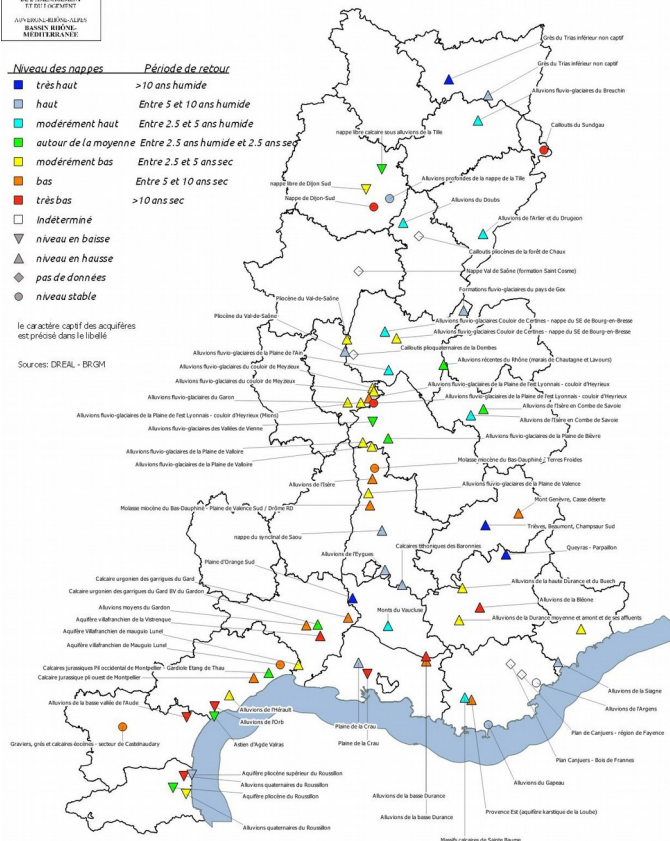 ET DU LOGEMENT
AUVERGNE-RHÔNE-ALPES
BASSIN RHÔNE-
MÉDITERRANÉE
Niveau des nappes Période de retour
très haut >10 ans humide
haut Entre 5 et 10 ans humide
modérément haut Entre 2.5 et 5 ans humide
autour de la moyenne Entre 2.5 ans humide et 2.5 ans sec
modérément bas Entre 2.5 et 5 ans sec
bas Entre 5 et 10 ans sec
très bas >10 ans sec
Indéterminé
niveau en baisse
niveau en hausse
pas de données
niveau stable
le caractère captif des aquifères
est précisé dans le libellé
Sources: DREAL - BRGM
Grès du Trias inférieur non captif
Grès du Trias inférieur non captif
Alluvions fluvio-glaciaires du Breuchin
Cailloutis du Sundgau
nappe libre calcaire sous alluvions de la Tille
Alluvions profondes de la nappe de la Tille
nappe libre de Dijon Sud
Nappe de Dijon-Sud
Alluvions du Doubs
Alluvions de l'Arlier et du Drugeon
Cailloutis pliocènes de la forêt de Chaux
Nappe Val de Saône (formation Saint Cosme)
Formations fluvio-glaciaires du pays de Gex
Pliocène du Val-de-Saône
Pliocène du Val-de-Saône
Alluvions fluvio-glaciaires Couloir de Certines - nappe du SE de Bourg-en-Bresse
Alluvions fluvio-glaciaires Couloir de Certines - nappe du SE de Bourg-en-Bresse
Cailloutis plioquaternaires de la Dombes
Alluvions fluvio-glaciaires de la Plaine de l'Ain
Alluvions récentes du Rhône (marais de Chautagne et Lavours)
Alluvions fluvio-glaciaires du couloir de Meyzieux
Alluvions fluvio-glaciaires du couloir de Meyzieux
Alluvions fluvio-glaciaires de la Plaine de l'est Lyonnais - couloir d'Heyrieux
Alluvions fluvio-glaciaires de la Plaine de l'est Lyonnais - couloir d'Heyrieux
Alluvions fluvio-glaciaires du Garon
Alluvions de l'Isère en Combe de Savoie
Alluvions fluvio-glaciaires de la Plaine de l'est Lyonnais - couloir d'Heyrieux (Mions)
Alluvions de l'Isère en Combe de Savoie
Alluvions fluvio-glaciaires des Vallées de Vienne
Alluvions fluvio-glaciaires de la Plaine de Bièvre
Alluvions fluvio-glaciaires de la Plaine de Valloire
Alluvions fluvio-glaciaires de la Plaine de Valloire
Molasse miocène du Bas-Dauphiné / Terres Froides
Alluvions de l'Isère
Alluvions fluvio-glaciaires de la Plaine de Valence
Mont Genèvre, Casse déserte
Molasse miocène du Bas-Dauphiné - Plaine de Valence Sud / Drôme RD
Trièves, Beaumont, Champsaur Sud
nappe du synclinal de Saou
Calcaires tithoniques des Baronnies
Queyras - Parpaillon
Alluvions de l'Eygues
Plaine d'Orange Sud
Calcaire urgonien des garrigues du Gard
Alluvions de la haute Durance et du Buech
Calcaire urgonien des garrigues du Gard BV du Gardon
Alluvions de la Bléone
Alluvions moyens du Gardon
Monts du Vaucluse
Alluvions de la Durance moyenne et amont et de ses affluents
Aquifère villafranchien de la Vistrenque
Aquifère villafranchien de mauguio Lunel
Aquifère villafranchien de Mauguio Lunel
Calcaires jurassiques Pli occidental de Montpellier - Gardiole Etang de Thau
Calcaire jurassique pli ouest de Montpellier
Alluvions de la basse vallée de l'Aude
Alluvions de l'Hérault
Alluvions de l'Orb
Plaine de la Crau
Plaine de la Crau
Alluvions de la Siagne
Alluvions de l'Argens
Plan de Canjuers - région de Fayence
Plan Canjuers - Bois de Frannes
Graviers, grès et calcaires éocènes - secteur de Castelnaudary
Astien d'Agde Valras
Aquifère pliocène supérieur du Roussillon
Alluvions quaternaires du Roussillon
Aquifère pliocène du Roussillon
Alluvions quaternaires du Roussillon
Alluvions du Gapeau
Alluvions de la basse Durance
Provence Est (aquifère karstique de la Loube)
Alluvions de la basse Durance
Massifs calcaires de Sainte Baume